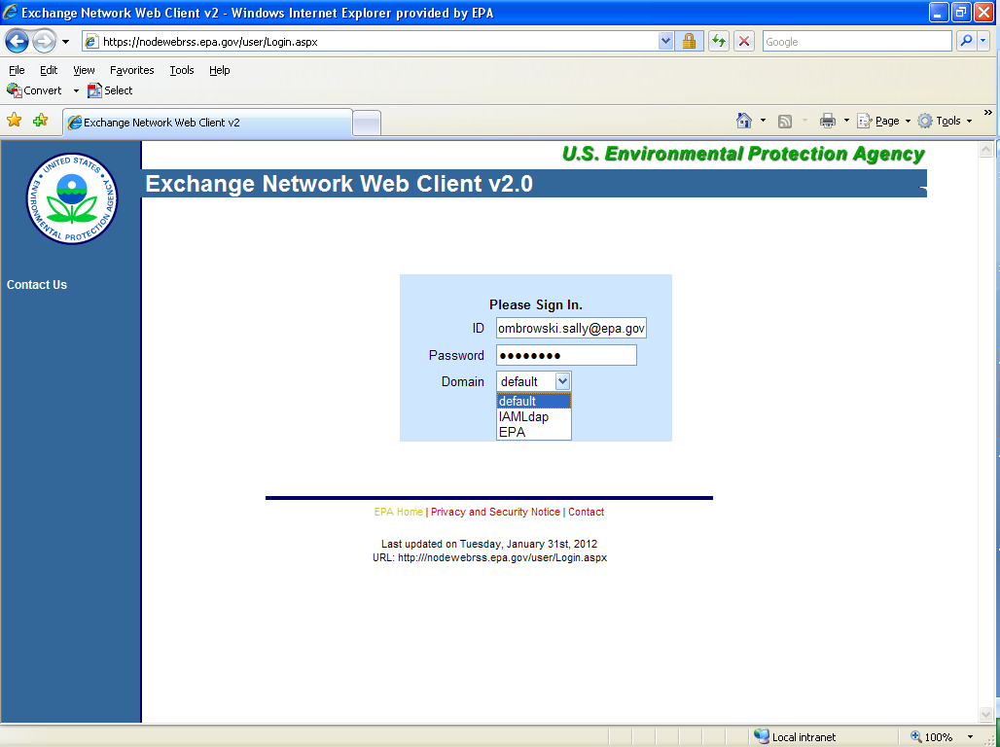 Exchange Network Web Client v2 - Windows Internet Explorer provided by EPA
https://nodewebrss.epa.gov/user/Login.aspx
Google
File Edit View Favorites Tools Help
Convert Select
Exchange Network Web Client v2
Page Tools »
UNITED STATES
ENVIRONMENTAL PROTECTION AGENCY
U.S. Environmental Protection Agency
Exchange Network Web Client v2.0
Contact Us
Please Sign In.
ID ombrowski.sally@epa.gov
Password ●●●●●●●●
Domain default
default
IAMLdap
EPA
EPA Home | Privacy and Security Notice | Contact
Last updated on Tuesday, January 31st, 2012
URL: http:///nodewebrss.epa.gov/user/Login.aspx
Local intranet 100%